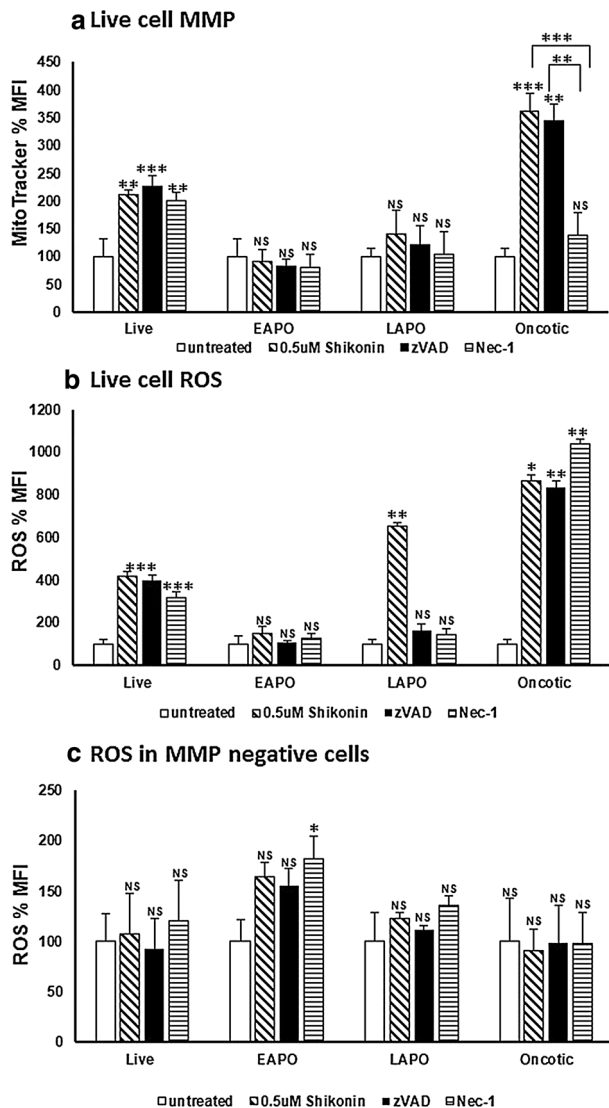 a Live cell MMP
MitoTracker % MFI
450
400
350
300
250
200
150
100
50
0
** *** **
NS NS NS
NS NS NS
*** ** NS
***
**
Live EAPO LAPO Oncotic
untreated 0.5uM Shikonin zVAD Nec-1
b Live cell ROS
ROS % MFI
1200
1000
800
600
400
200
0
*** ***
NS NS NS
** NS NS
* ** **
Live EAPO LAPO Oncotic
untreated 0.5uM Shikonin zVAD Nec-1
c ROS in MMP negative cells
ROS % MFI
250
200
150
100
50
0
NS NS NS
NS NS *
NS NS NS
NS NS NS NS
Live EAPO LAPO Oncotic
untreated 0.5uM Shikonin zVAD Nec-1